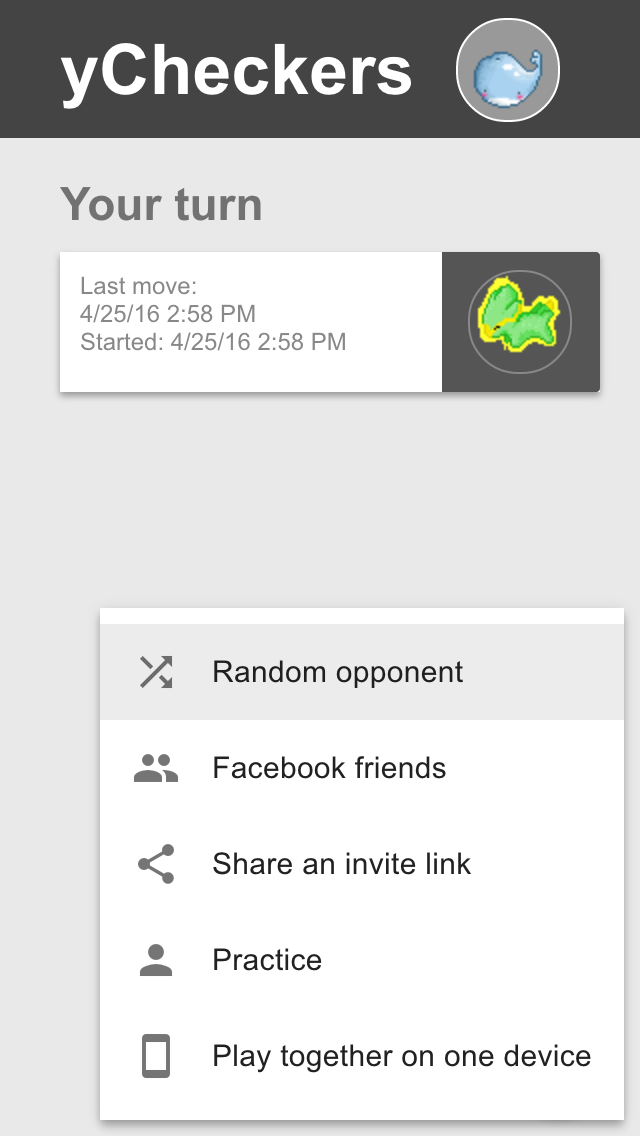 yCheckers
Your turn
Last move:
4/25/16 2:58 PM
Started: 4/25/16 2:58 PM
Random opponent
Facebook friends
Share an invite link
Practice
Play together on one device